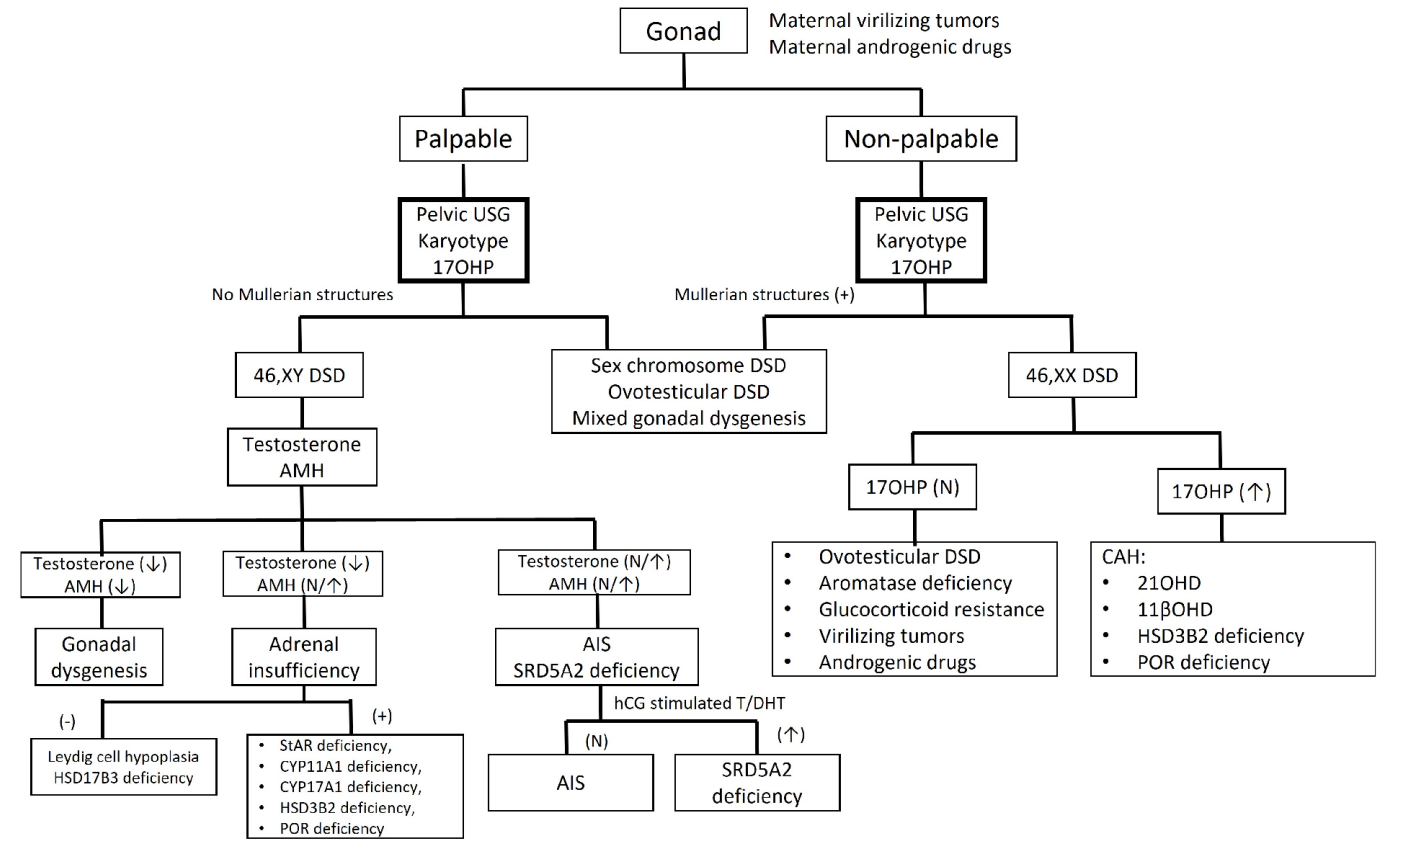 Gonad
Maternal virilizing tumors
Maternal androgenic drugs
Palpable
Non-palpable
Pelvic USG
Karyotype
17OHP
Pelvic USG
Karyotype
17OHP
No Mullerian structures
Mullerian structures (+)
46,XY DSD
Sex chromosome DSD
Ovotesticular DSD
Mixed gonadal dysgenesis
46,XX DSD
Testosterone
AMH
17OHP (N)
17OHP (↑)
Testosterone (↓)
AMH (↓)
Testosterone (↓)
AMH (N/↑)
Testosterone (N/↑)
AMH (N/↑)
• Ovotesticular DSD
• Aromatase deficiency
• Glucocorticoid resistance
• Virilizing tumors
• Androgenic drugs
CAH:
• 21OHD
• 11βOHD
• HSD3B2 deficiency
• POR deficiency
Gonadal
dysgenesis
Adrenal
insufficiency
AIS
SRD5A2 deficiency
hCG stimulated T/DHT
(-)
(+)
(N)
(↑)
Leydig cell hypoplasia
HSD17B3 deficiency
• StAR deficiency,
• CYP11A1 deficiency,
• CYP17A1 deficiency,
• HSD3B2 deficiency,
• POR deficiency
AIS
SRD5A2
deficiency